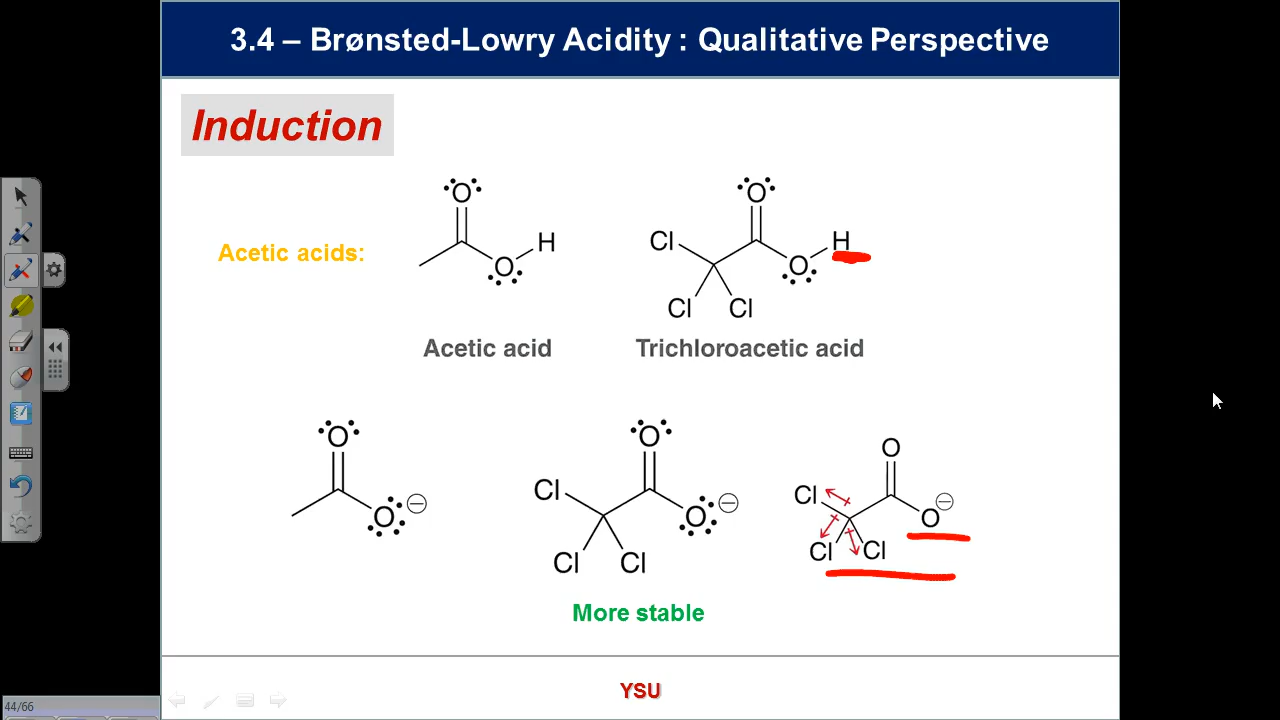 3.4 – Brønsted-Lowry Acidity : Qualitative Perspective
Induction
Acetic acids:
O
O
H
O
Cl
O
H
Cl
Cl
Acetic acid
Trichloroacetic acid
O
O
⊖
O
Cl
O
⊖
Cl
Cl
O
Cl
O
⊖
Cl
Cl
More stable
YSU
44/66